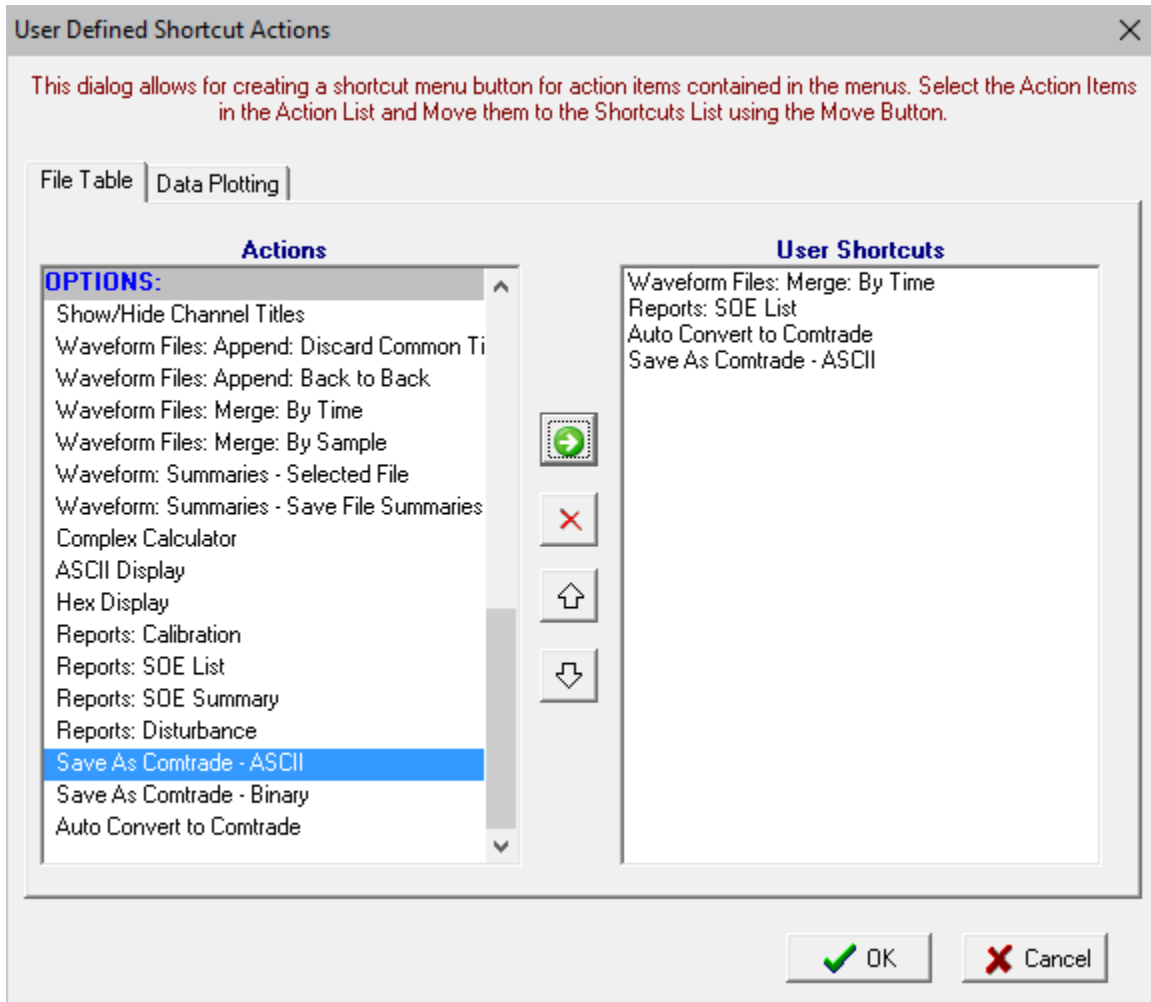 User Defined Shortcut Actions
This dialog allows for creating a shortcut menu button for action items contained in the menus. Select the Action Items
in the Action List and Move them to the Shortcuts List using the Move Button.
File Table
Data Plotting
Actions
OPTIONS:
Show/Hide Channel Titles
Waveform Files: Append: Discard Common Ti
Waveform Files: Append: Back to Back
Waveform Files: Merge: By Time
Waveform Files: Merge: By Sample
Waveform: Summaries - Selected File
Waveform: Summaries - Save File Summaries
Complex Calculator
ASCII Display
Hex Display
Reports: Calibration
Reports: SOE List
Reports: SOE Summary
Reports: Disturbance
Save As Comtrade - ASCII
Save As Comtrade - Binary
Auto Convert to Comtrade
User Shortcuts
Waveform Files: Merge: By Time
Reports: SOE List
Auto Convert to Comtrade
Save As Comtrade - ASCII
OK
Cancel